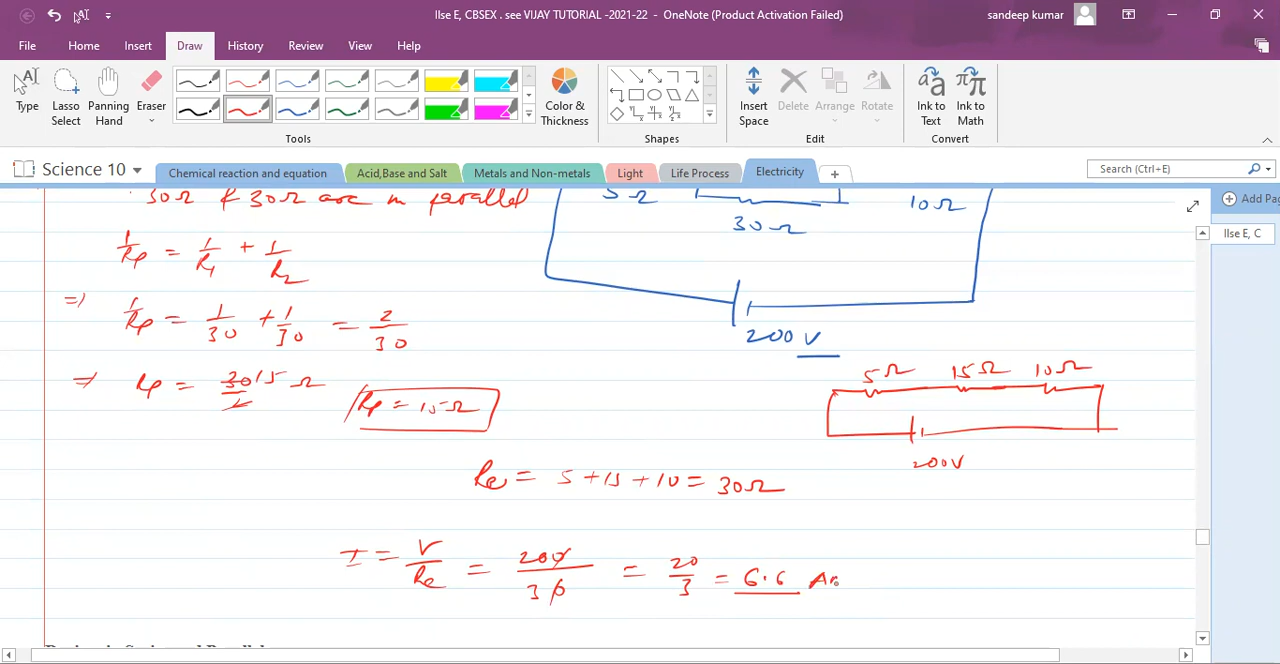 Ilse E, CBSEX . see VIJAY TUTORIAL -2021-22 - OneNote (Product Activation Failed)
sandeep kumar
File Home Insert Draw History Review View Help
Type
Lasso Select
Panning Hand
Eraser
Color & Thickness
Insert Space
Delete
Arrange
Rotate
Ink to Text
Ink to Math
Tools
Shapes
Edit
Convert
Science 10
Chemical reaction and equation
Acid,Base and Salt
Metals and Non-metals
Light
Life Process
Electricity
Search (Ctrl+E)
Add Pag
Ilse E, C
30Ω & 30Ω are in parallel
5Ω
30Ω
10Ω
1/Rp = 1/R1 + 1/R2
=> 1/Rp = 1/30 + 1/30 = 2/30
200 V
=> Rp = 30/2 15 Ω
Rp = 15Ω
5Ω 15Ω 10Ω
200V
Re = 5 + 15 + 10 = 30Ω
I = V/Re = 200/30 = 20/3 = 6.6 A